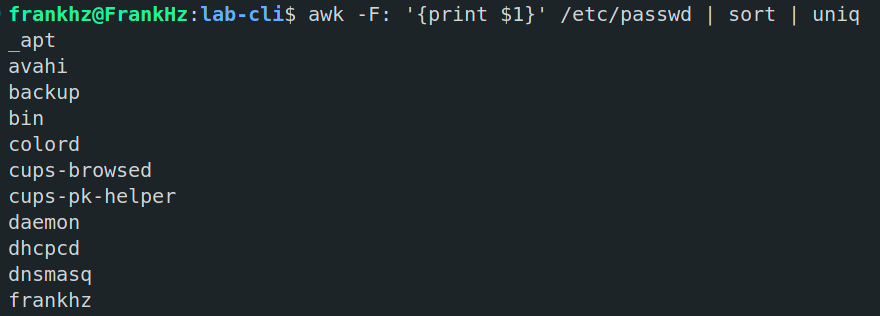 frankhz@FrankHz:lab-cli$ awk -F: '{print $1}' /etc/passwd | sort | uniq
_apt
avahi
backup
bin
colord
cups-browsed
cups-pk-helper
daemon
dhcpcd
dnsmasq
frankhz